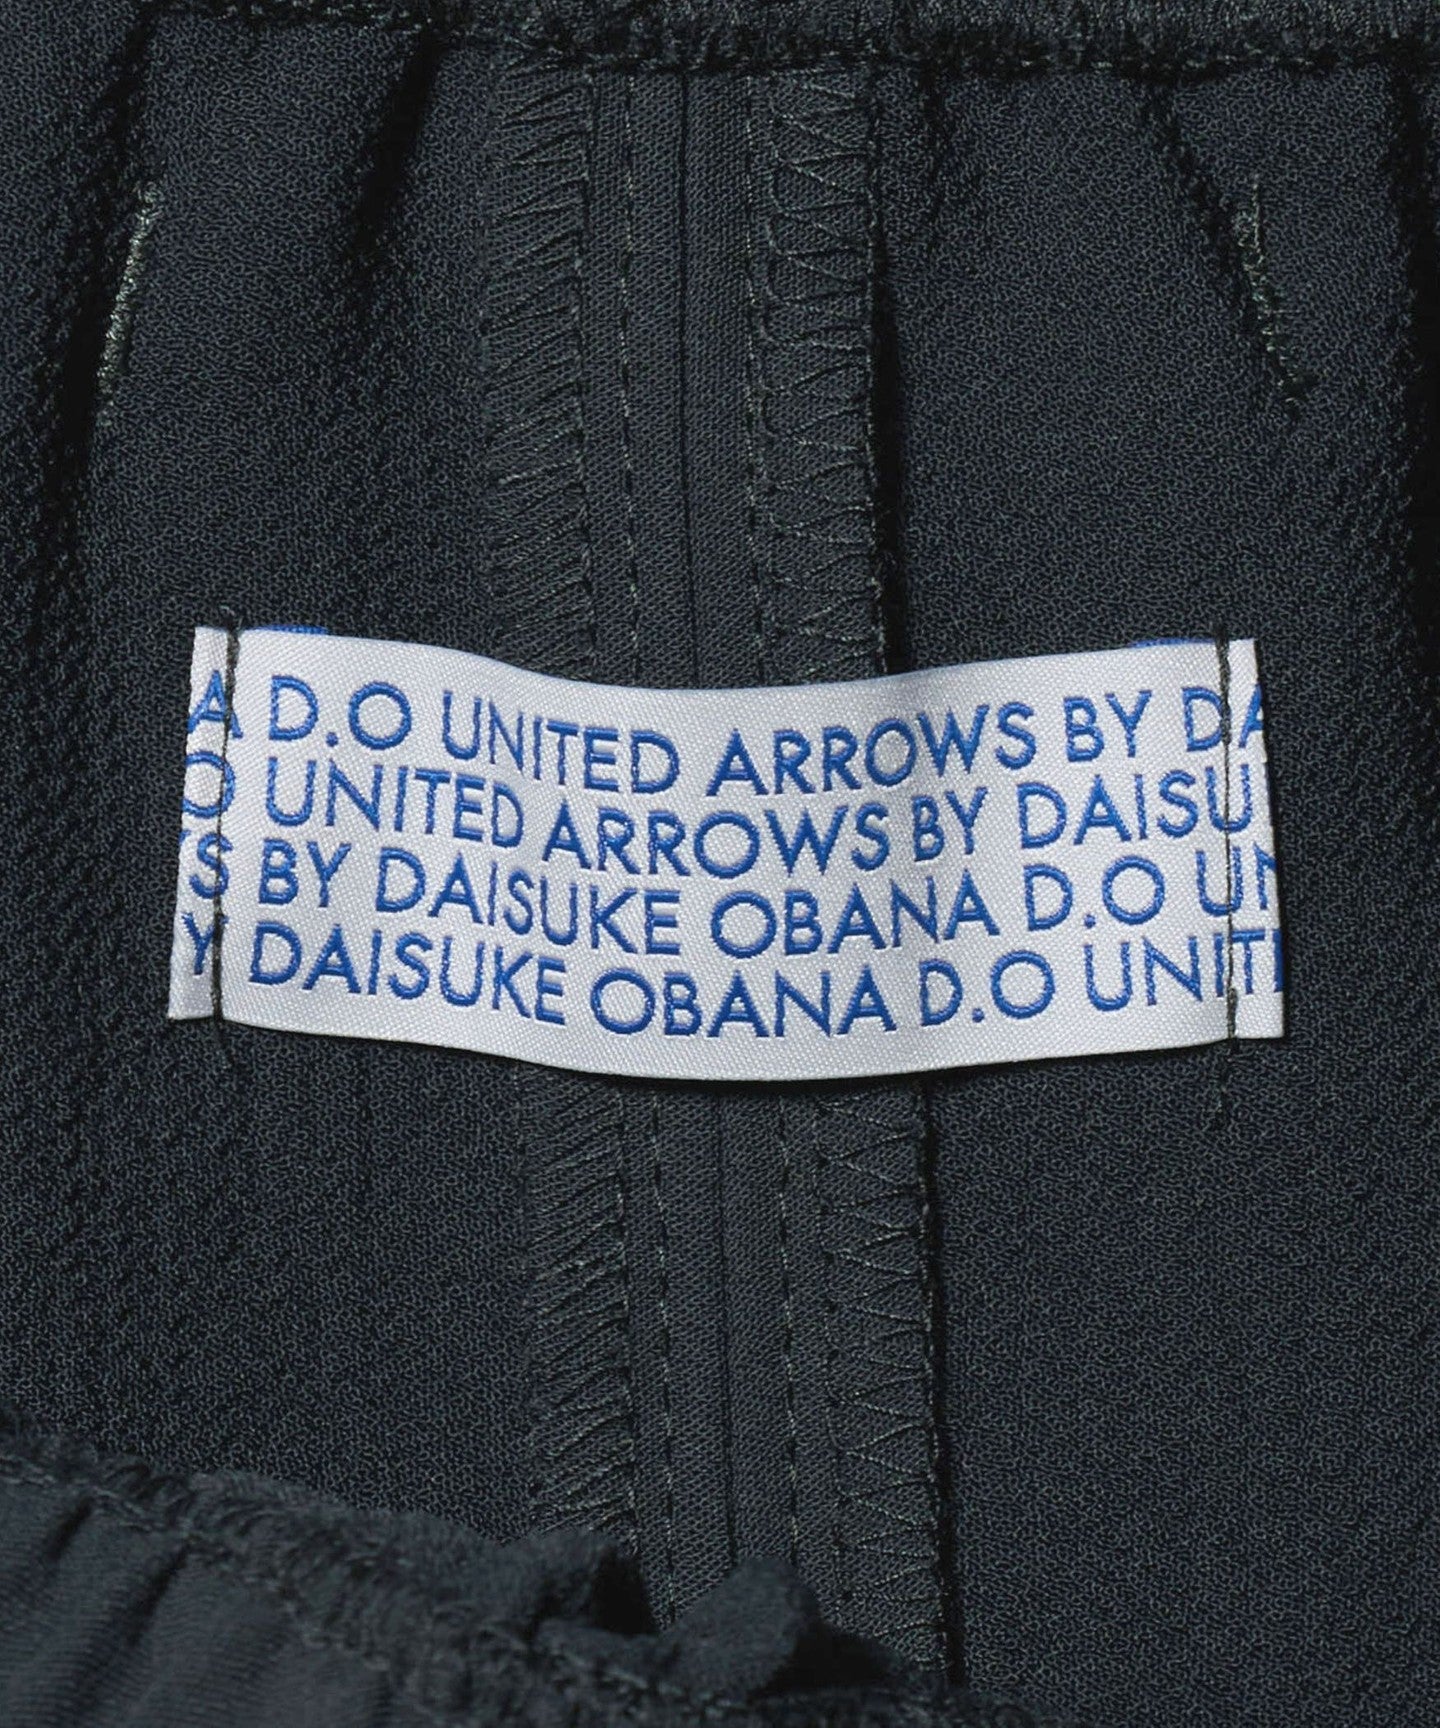 A D.O UNITED ARROWS BY DA
O UNITED ARROWS BY DAISU
S BY DAISUKE OBANA D.O UN
Y DAISUKE OBANA D.O UNIT